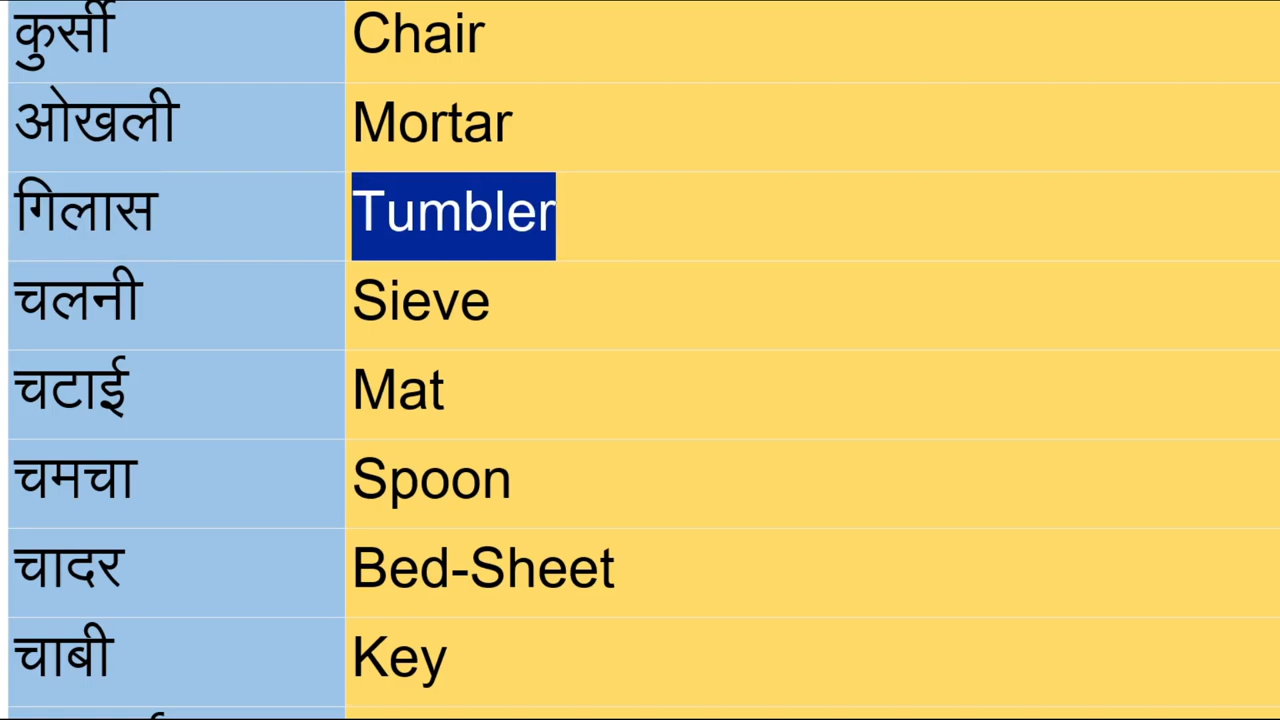 कुर्सी Chair
ओखली Mortar
गिलास Tumbler
चलनी Sieve
चटाई Mat
चमचा Spoon
चादर Bed-Sheet
चाबी Key